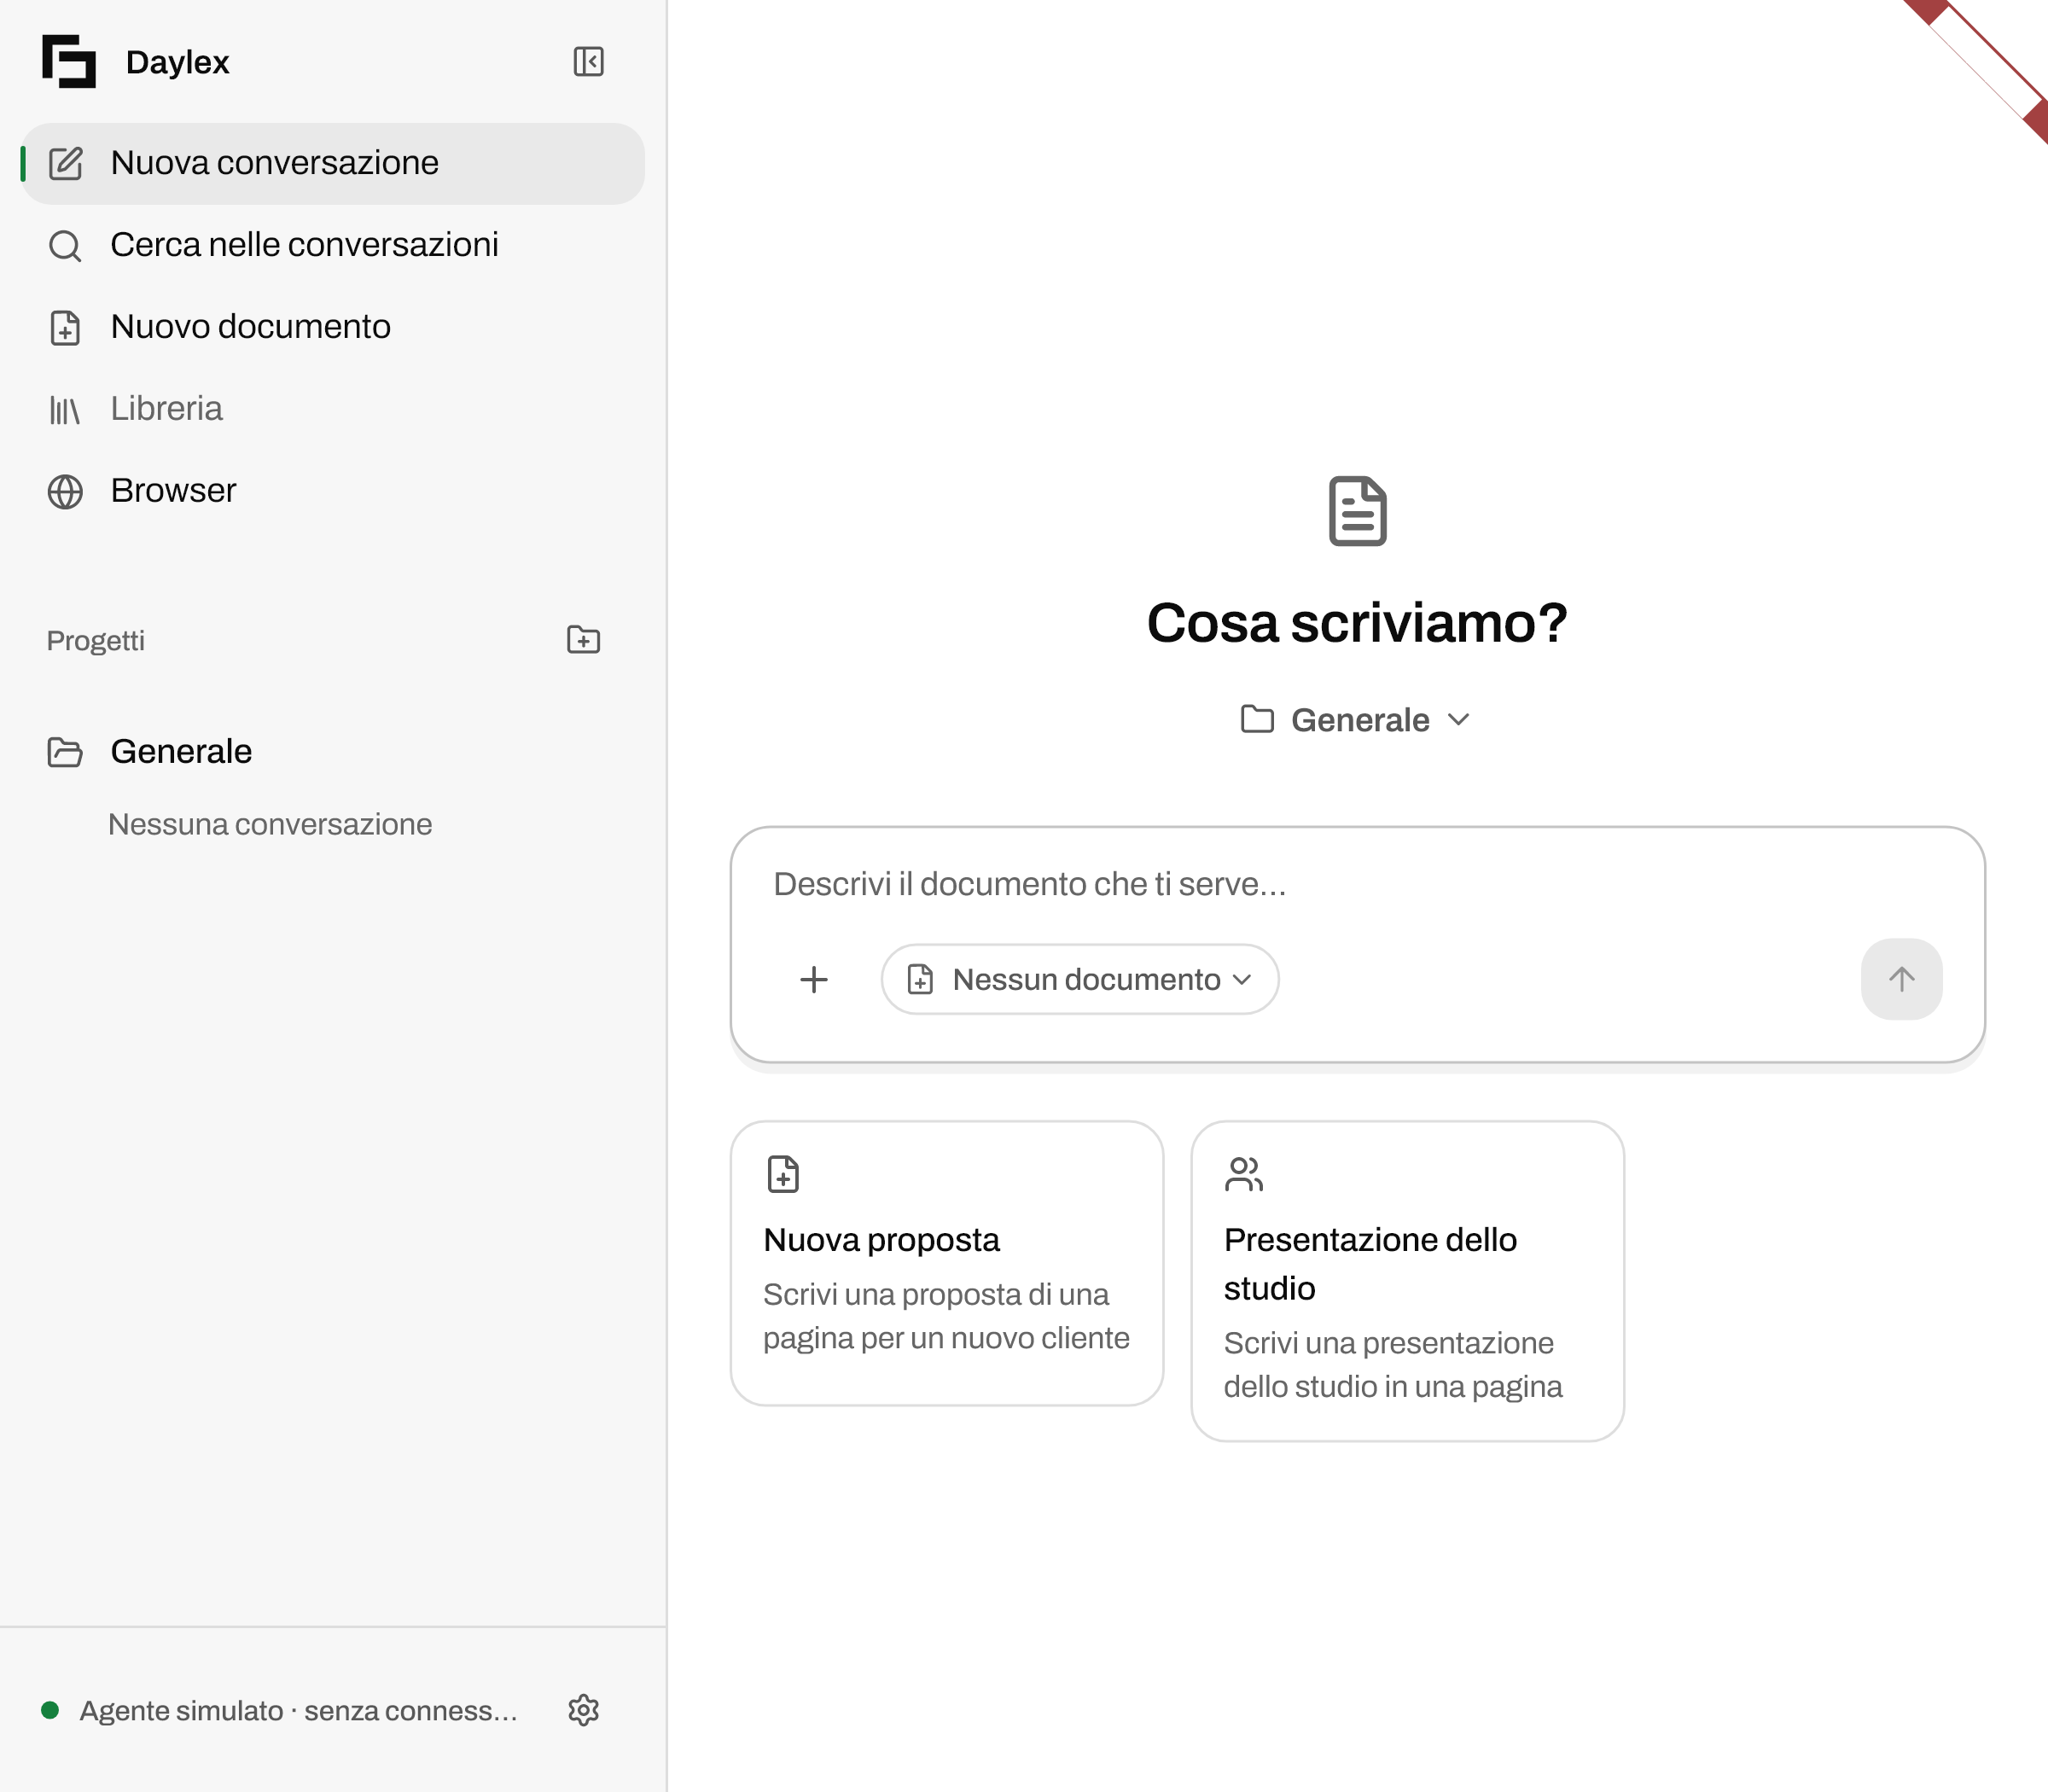 Daylex
Nuova conversazione
Cerca nelle conversazioni
Nuovo documento
Libreria
Browser
Progetti
Generale
Nessuna conversazione
Agente simulato · senza conness…
Cosa scriviamo?
Generale
Descrivi il documento che ti serve…
Nessun documento
Nuova proposta
Scrivi una proposta di una
pagina per un nuovo cliente
Presentazione dello
studio
Scrivi una presentazione
dello studio in una pagina